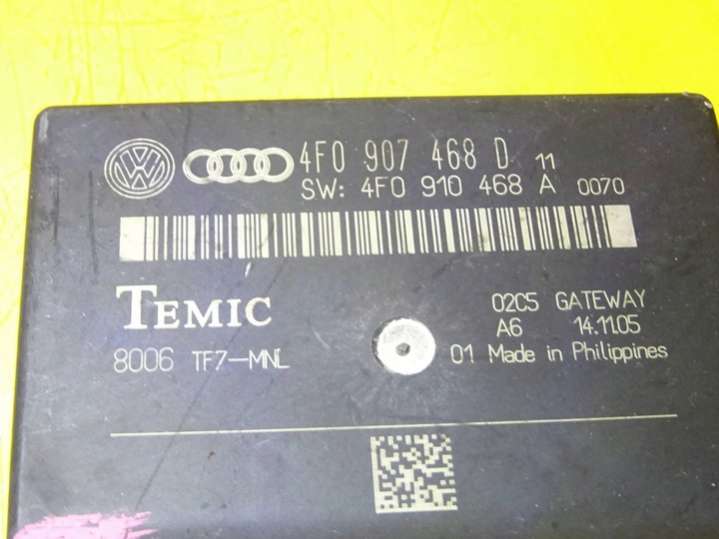 4F0 907 468 D 11
SW: 4F0 910 468 A 0070
TEMIC
02C5 GATEWAY
A6 14.11.05
8006 TF7-MNL
01 Made in Philippines